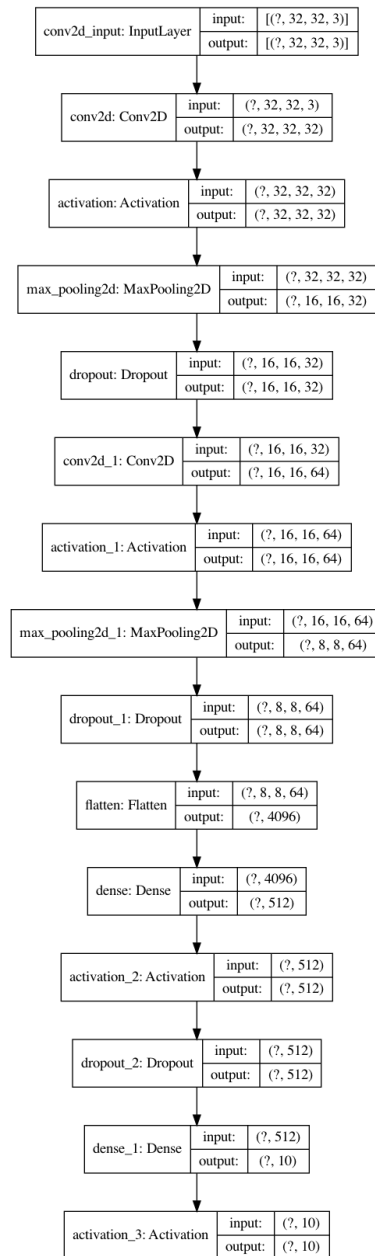 conv2d_input: InputLayer
input: [(?, 32, 32, 3)]
output: [(?, 32, 32, 3)]
conv2d: Conv2D
input: (?, 32, 32, 3)
output: (?, 32, 32, 32)
activation: Activation
input: (?, 32, 32, 32)
output: (?, 32, 32, 32)
max_pooling2d: MaxPooling2D
input: (?, 32, 32, 32)
output: (?, 16, 16, 32)
dropout: Dropout
input: (?, 16, 16, 32)
output: (?, 16, 16, 32)
conv2d_1: Conv2D
input: (?, 16, 16, 32)
output: (?, 16, 16, 64)
activation_1: Activation
input: (?, 16, 16, 64)
output: (?, 16, 16, 64)
max_pooling2d_1: MaxPooling2D
input: (?, 16, 16, 64)
output: (?, 8, 8, 64)
dropout_1: Dropout
input: (?, 8, 8, 64)
output: (?, 8, 8, 64)
flatten: Flatten
input: (?, 8, 8, 64)
output: (?, 4096)
dense: Dense
input: (?, 4096)
output: (?, 512)
activation_2: Activation
input: (?, 512)
output: (?, 512)
dropout_2: Dropout
input: (?, 512)
output: (?, 512)
dense_1: Dense
input: (?, 512)
output: (?, 10)
activation_3: Activation
input: (?, 10)
output: (?, 10)